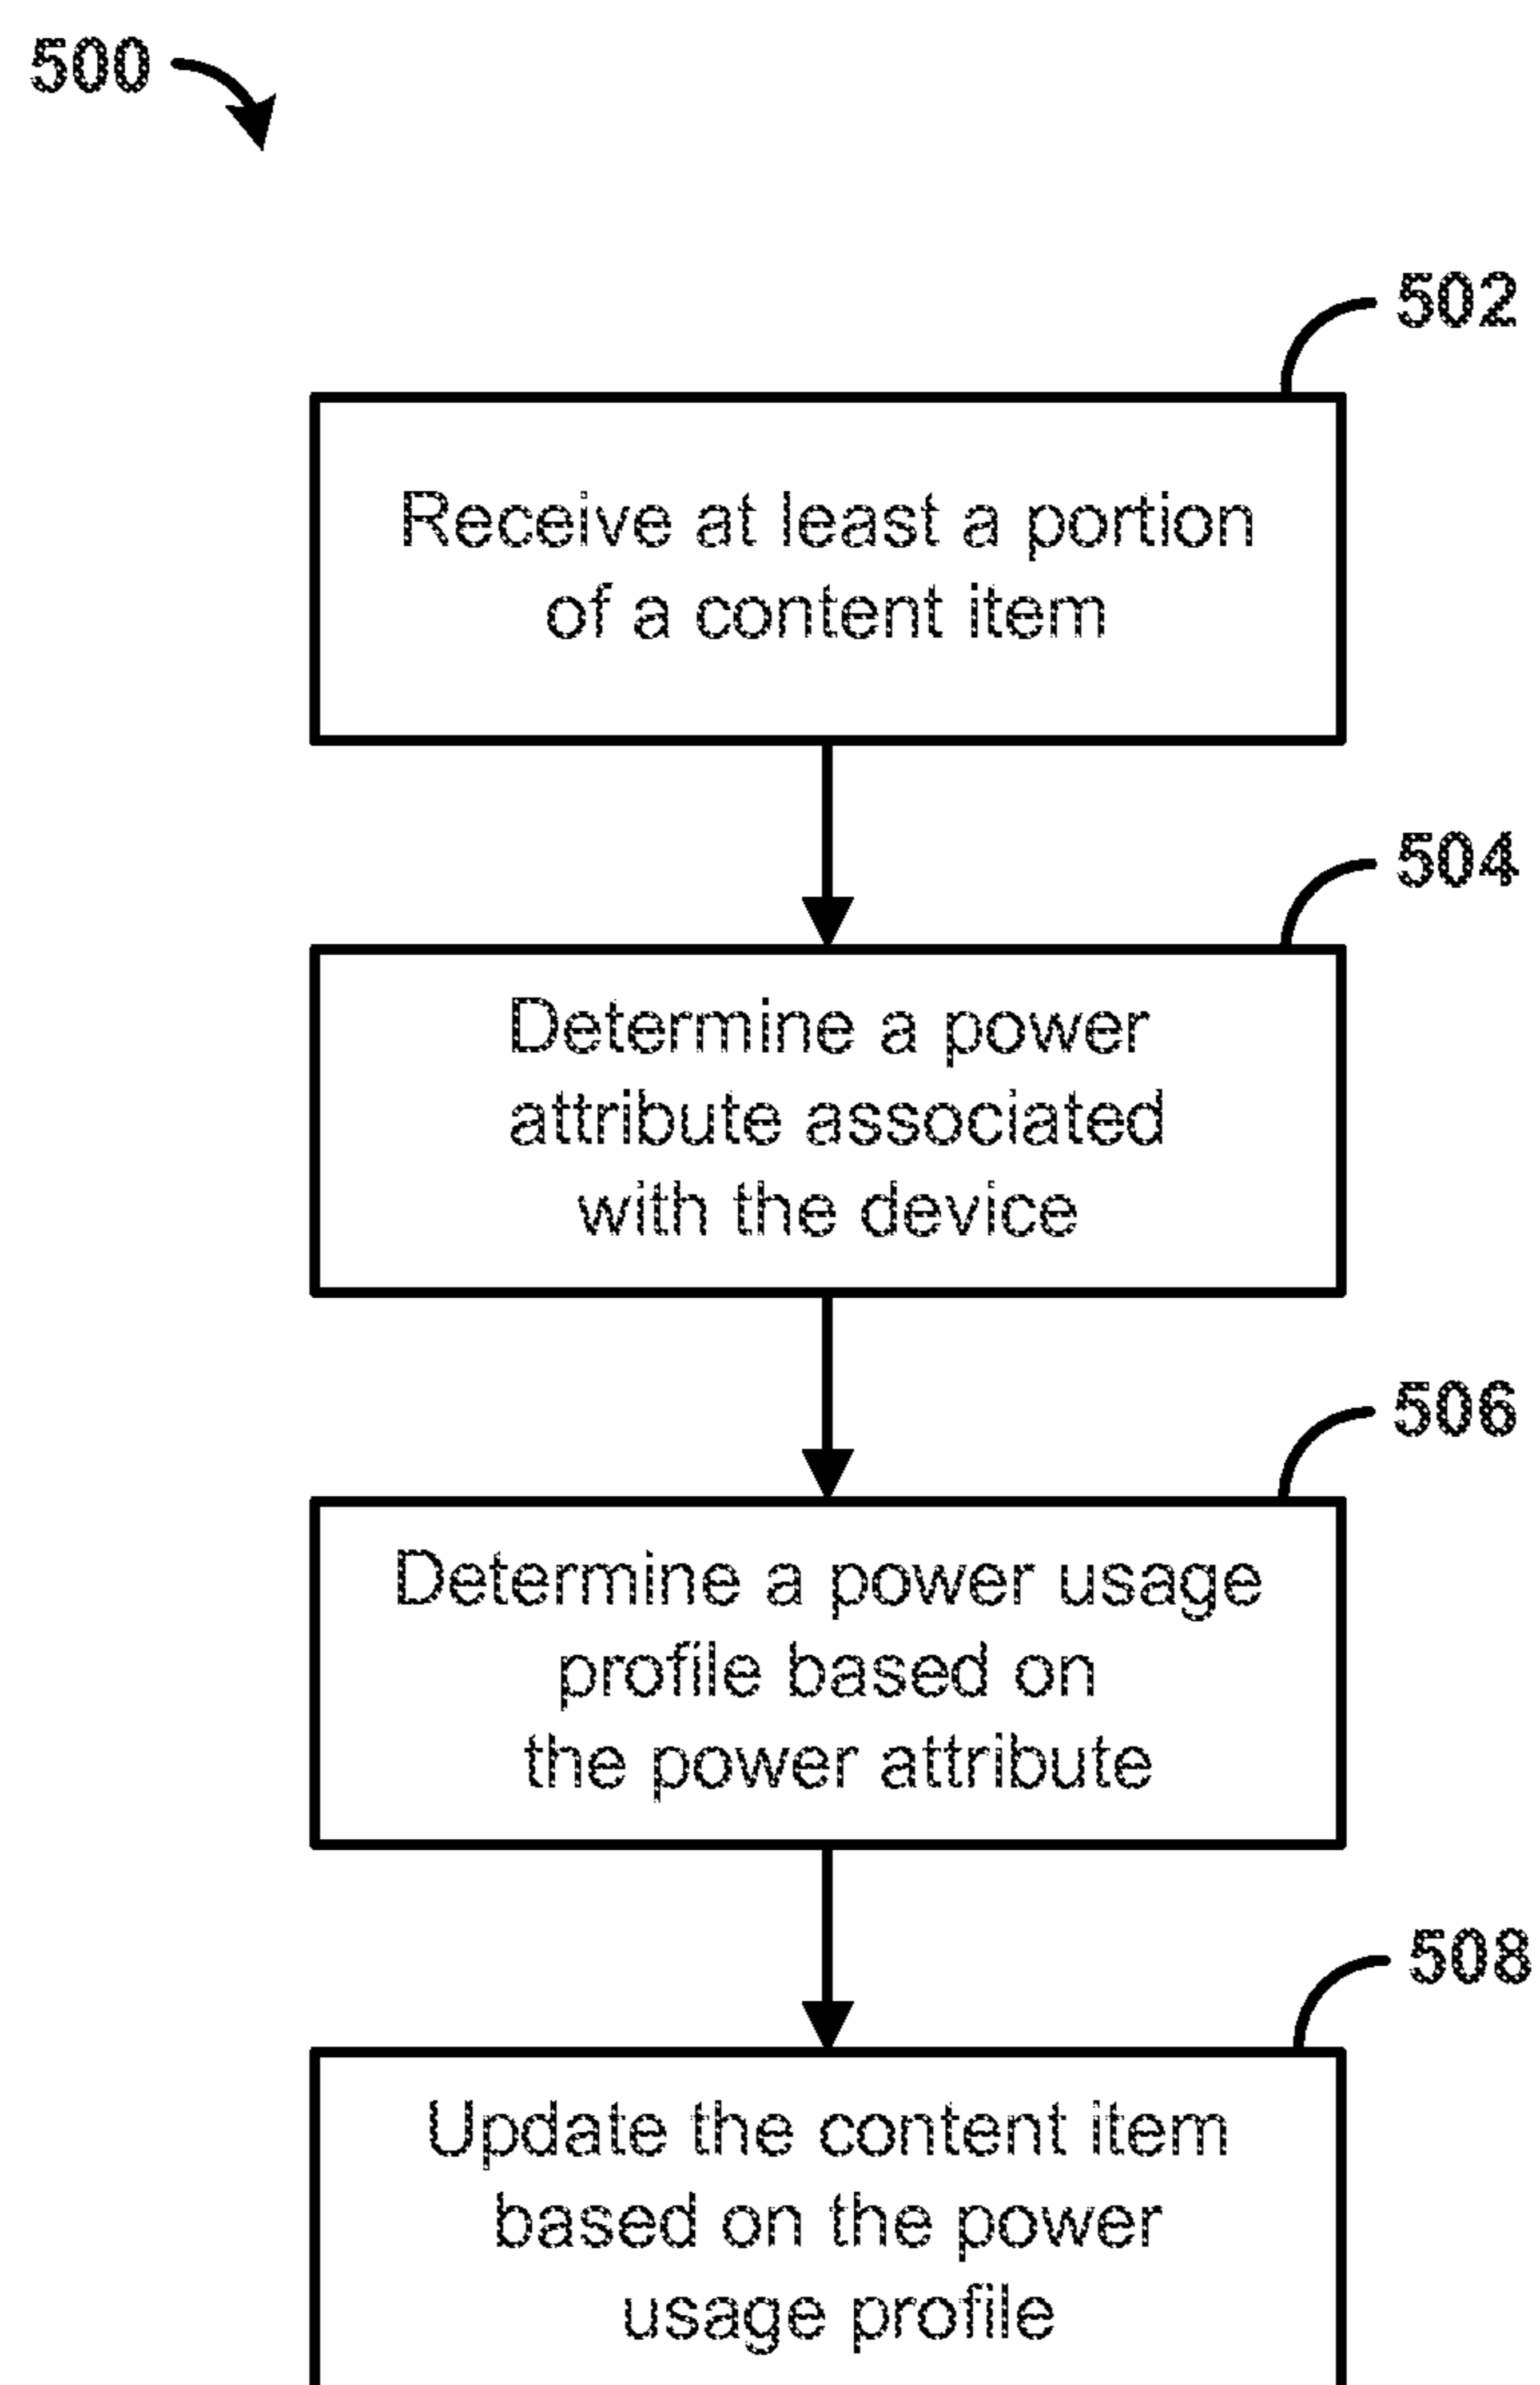 500
502
Receive at least a portion
of a content item
504
Determine a power
attribute associated
with the device
506
Determine a power usage
profile based on
the power attribute
508
Update the content item
based on the power
usage profile